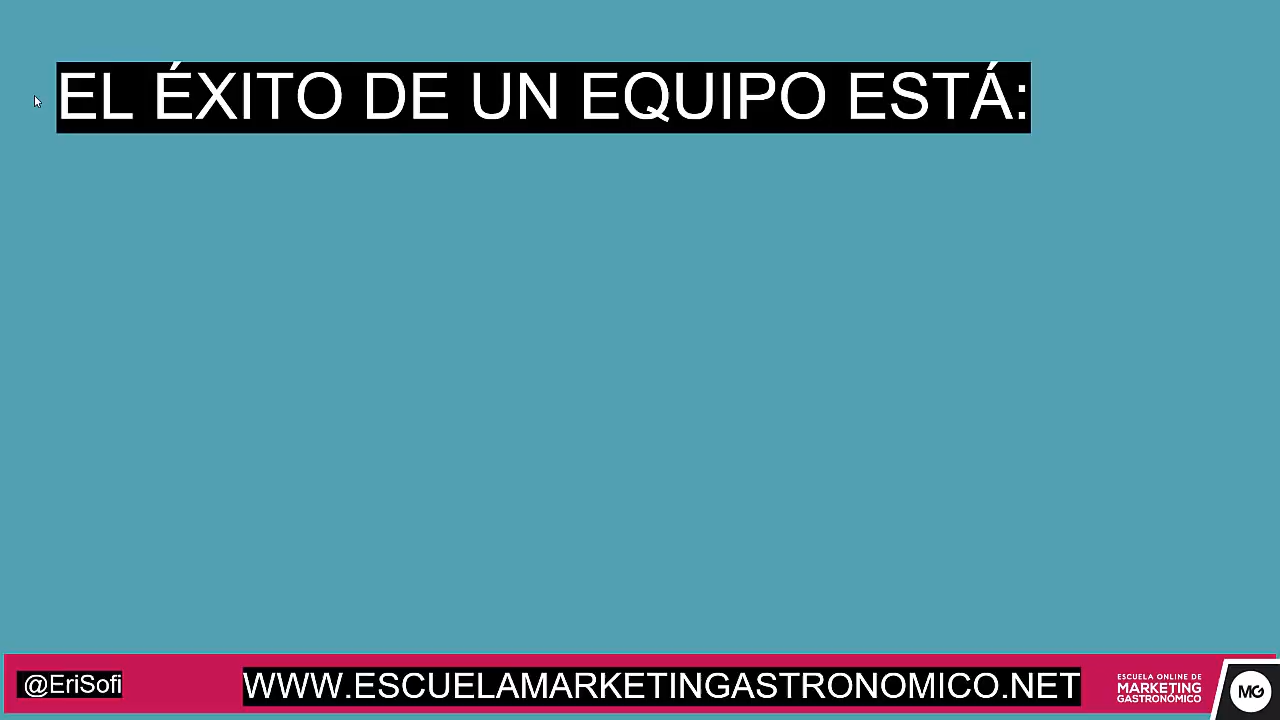 EL ÉXITO DE UN EQUIPO ESTÁ:
@EriSofi
WWW.ESCUELAMARKETINGASTRONOMICO.NET
ESCUELA ONLINE DE
MARKETING
GASTRONÓMICO
MG